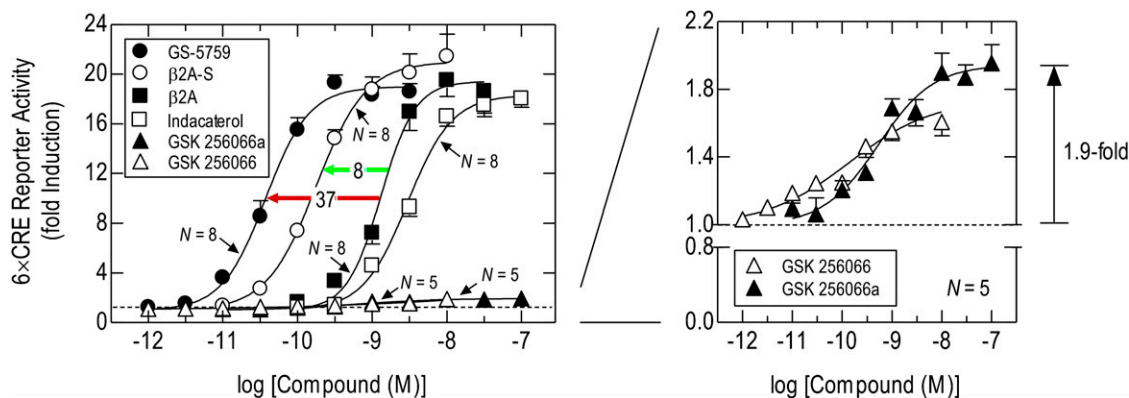 24
20
16
12
8
4
0
6×CRE Reporter Activity
(fold Induction)
GS-5759
β2A-S
β2A
Indacaterol
GSK 256066a
GSK 256066
N = 8
8
N = 8
37
N = 8
N = 8
N = 5
N = 5
-12 -11 -10 -9 -8 -7
log [Compound (M)]
2.2
1.8
1.4
1.0
0.8
0
1.9-fold
GSK 256066
GSK 256066a
N = 5
-12 -11 -10 -9 -8 -7
log [Compound (M)]